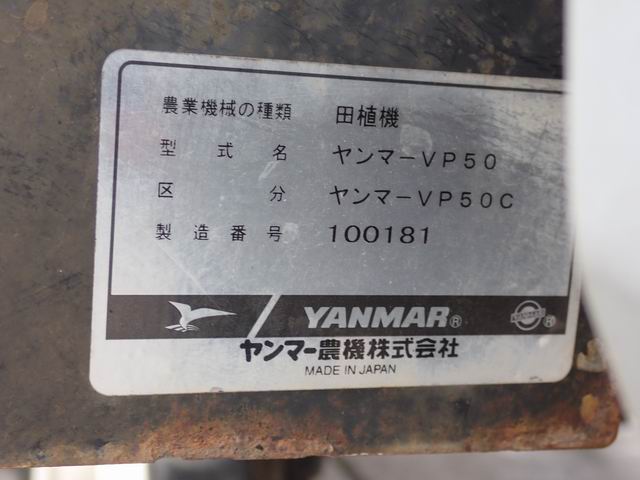 農業機械の種類 田植機
型式名 ヤンマーVP50
区分 ヤンマーVP50C
製造番号 100181
YANMAR®
®
ヤンマー農機株式会社
MADE IN JAPAN